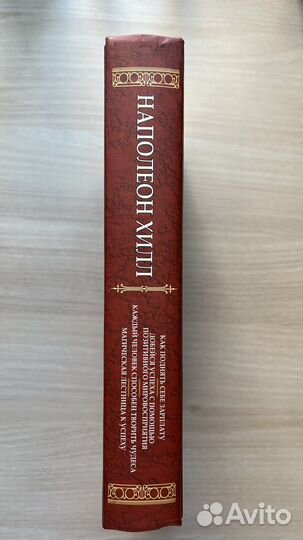 НАПОЛЕОН ХИЛЛ
КАК ПОДНЯТЬ СЕБЕ ЗАРПЛАТУ
ДОБЕЙСЯ УСПЕХА С ПОМОЩЬЮ
ПОЗИТИВНОГО МИРОВОСПРИЯТИЯ
КАЖДЫЙ ЧЕЛОВЕК СПОСОБЕН ТВОРИТЬ ЧУДЕСА
МАГИЧЕСКАЯ ЛЕСТНИЦА К УСПЕХУ
Avito